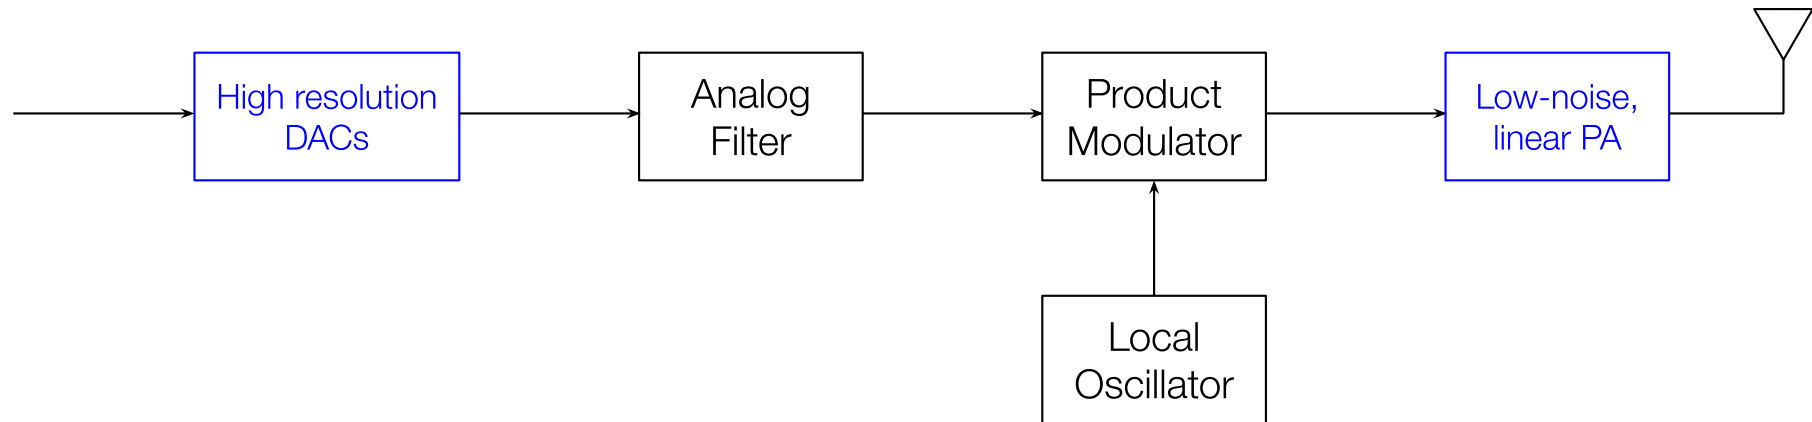 High resolution
DACs
Analog
Filter
Product
Modulator
Low-noise,
linear PA
Local
Oscillator